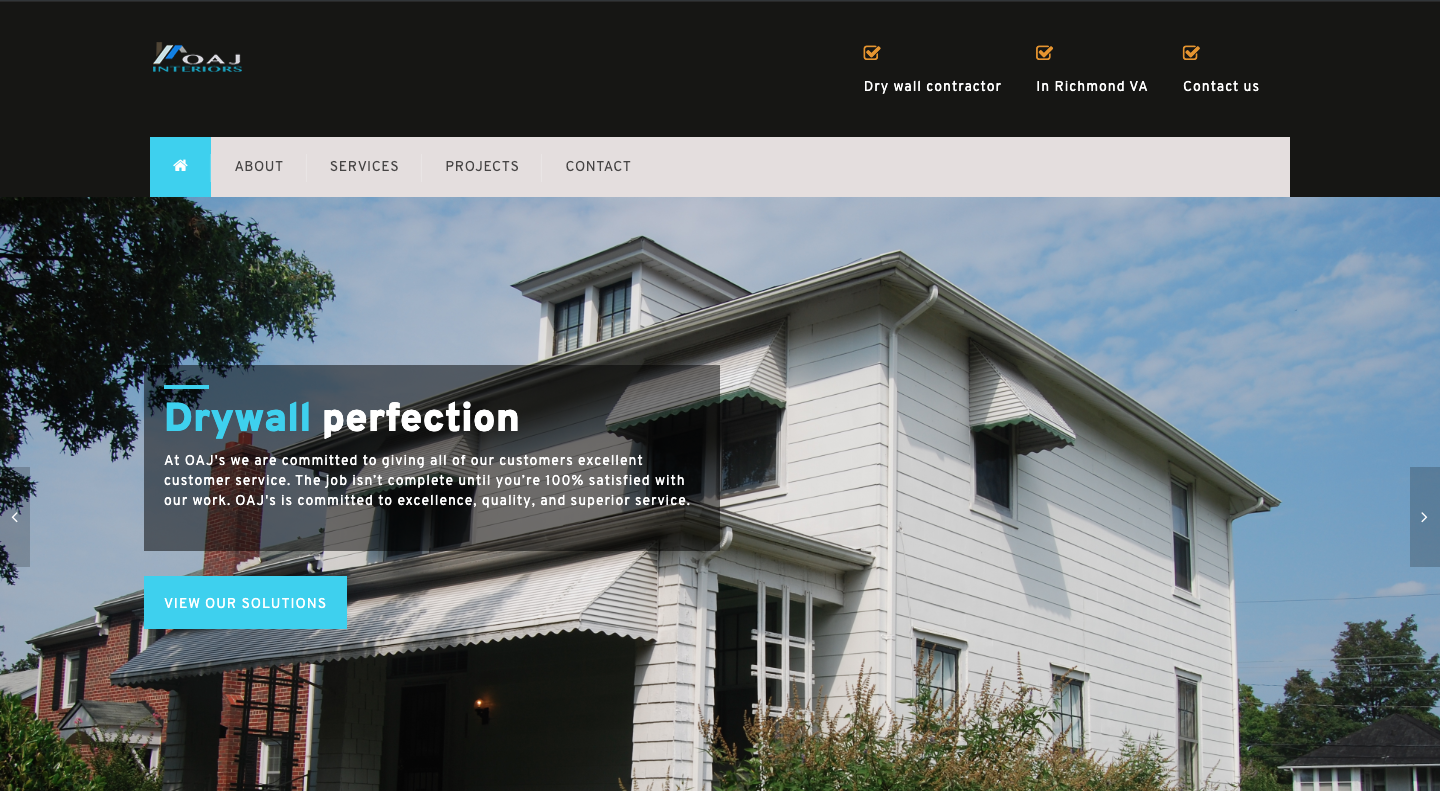 OAJ
INTERIORS
Dry wall contractor
In Richmond VA
Contact us
ABOUT
SERVICES
PROJECTS
CONTACT
Drywall perfection
At OAJ's we are committed to giving all of our customers excellent
customer service. The job isn't complete until you're 100% satisfied with
our work. OAJ's is committed to excellence, quality, and superior service.
VIEW OUR SOLUTIONS